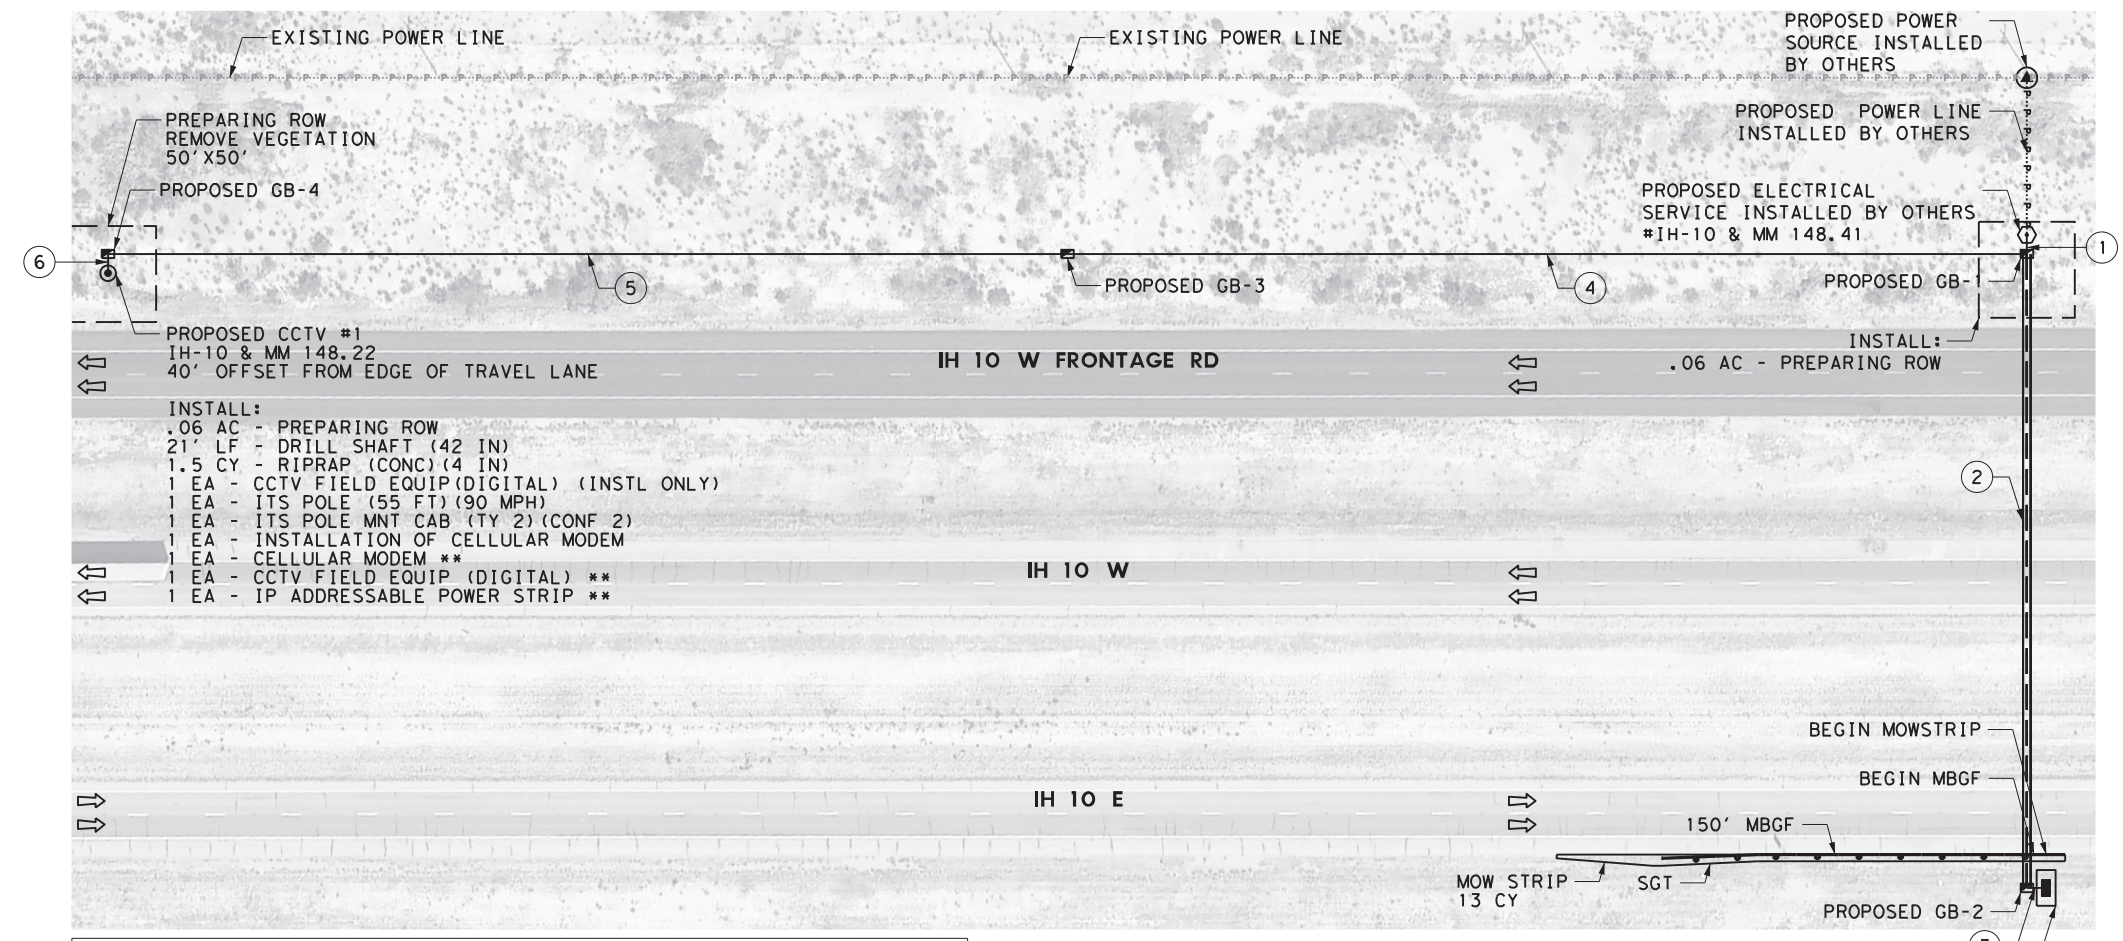 EXISTING POWER LINE
EXISTING POWER LINE
PROPOSED POWER
SOURCE INSTALLED
BY OTHERS
PROPOSED POWER LINE
INSTALLED BY OTHERS
PREPARING ROW
REMOVE VEGETATION
50'X50'
PROPOSED GB-4
PROPOSED ELECTRICAL
SERVICE INSTALLED BY OTHERS
#IH-10 & MM 148.41
1
6
5
PROPOSED GB-3
4
PROPOSED GB-1
PROPOSED CCTV #1
IH-10 & MM 148.22
40' OFFSET FROM EDGE OF TRAVEL LANE
IH 10 W FRONTAGE RD
INSTALL:
.06 AC - PREPARING ROW
INSTALL:
.06 AC - PREPARING ROW
21' LF - DRILL SHAFT (42 IN)
1.5 CY - RIPRAP (CONC)(4 IN)
1 EA - CCTV FIELD EQUIP(DIGITAL) (INSTL ONLY)
1 EA - ITS POLE (55 FT)(90 MPH)
1 EA - ITS POLE MNT CAB (TY 2)(CONF 2)
1 EA - INSTALLATION OF CELLULAR MODEM
1 EA - CELLULAR MODEM **
1 EA - CCTV FIELD EQUIP (DIGITAL) **
1 EA - IP ADDRESSABLE POWER STRIP **
2
IH 10 W
BEGIN MOWSTRIP
BEGIN MBGF
IH 10 E
150' MBGF
MOW STRIP
13 CY
SGT
PROPOSED GB-2